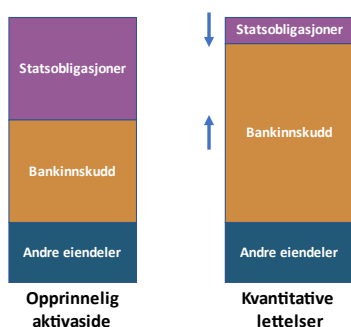 Statsobligasjoner
Bankinnskudd
Andre eiendeler
Opprinnelig
aktivaside
Statsobligasjoner
Bankinnskudd
Andre eiendeler
Kvantitative
lettelser